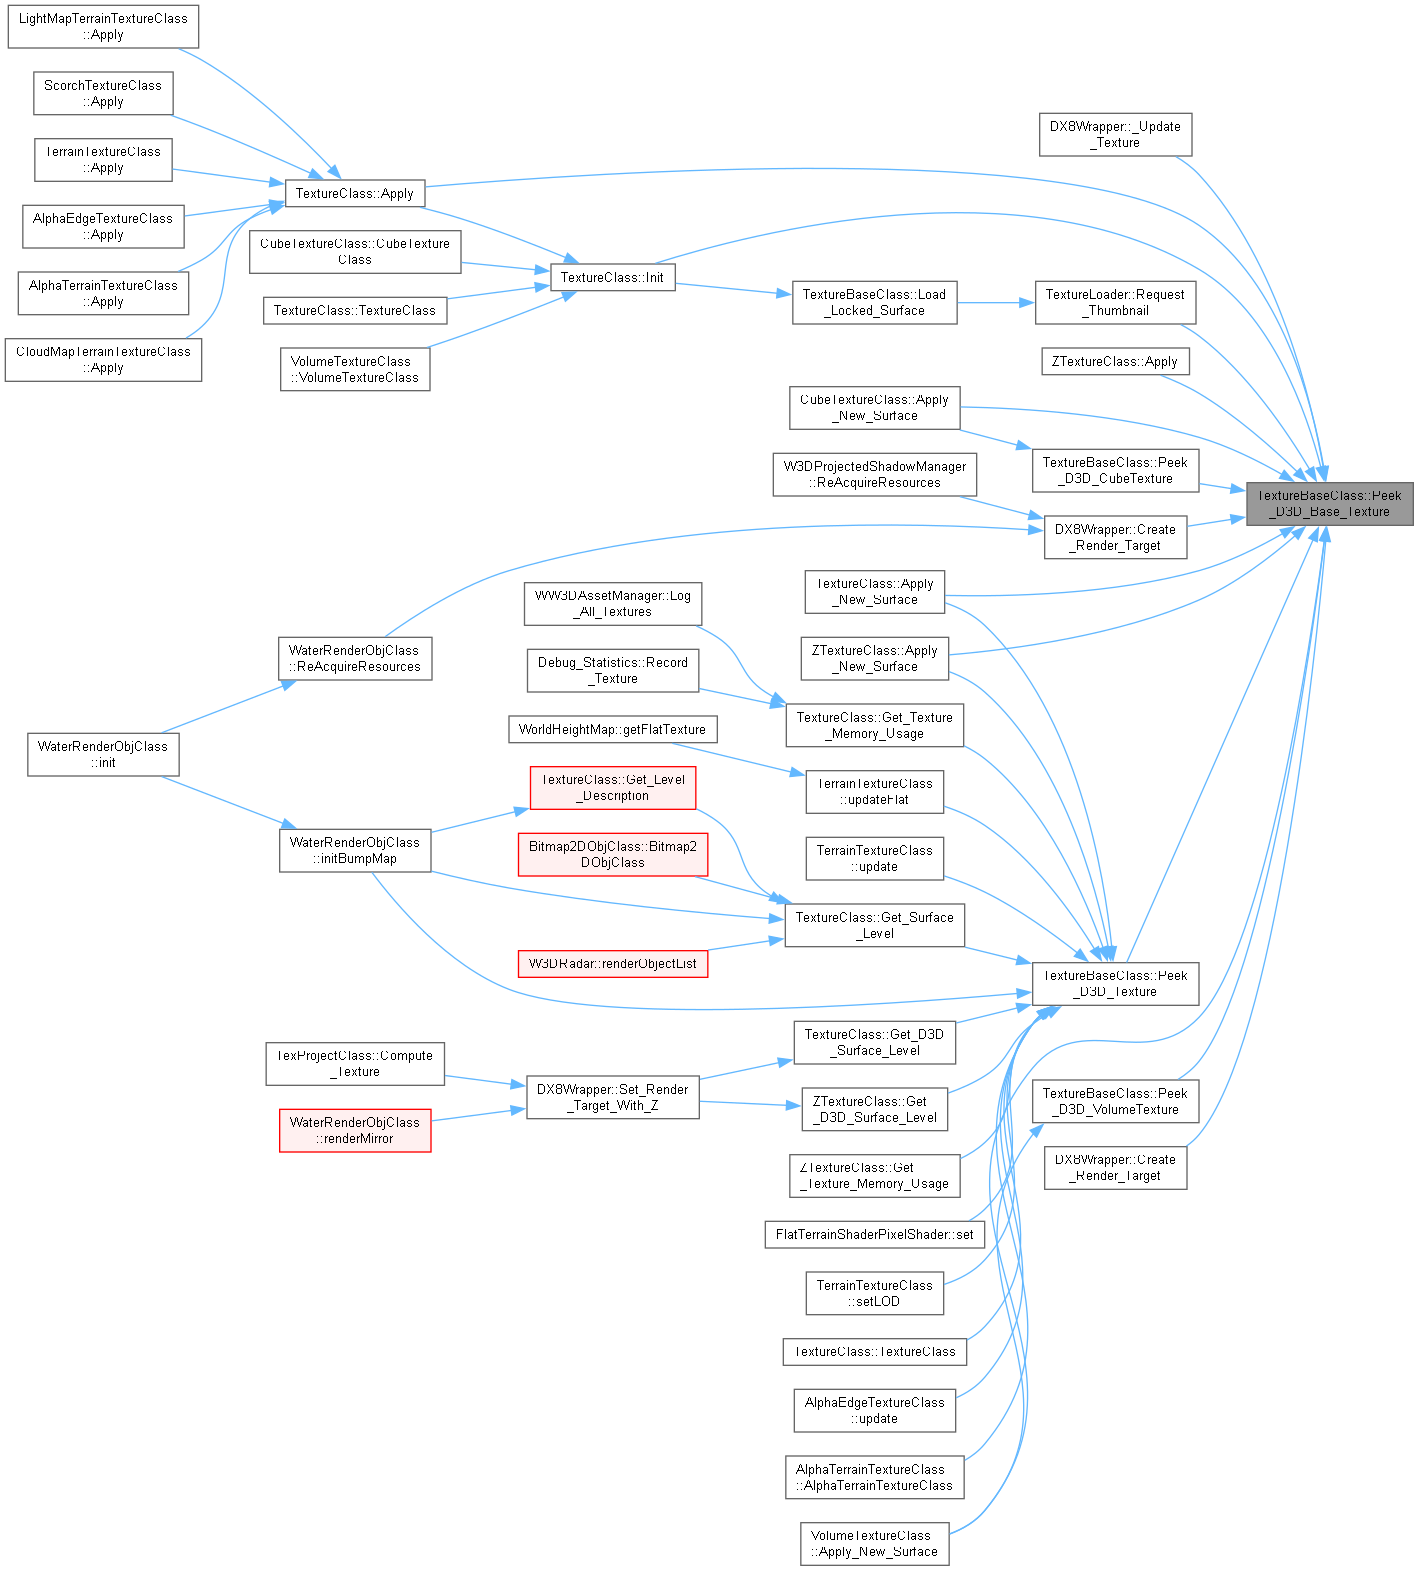 LightMapTerrainTextureClass
::Apply
ScorchTextureClass
::Apply
TerrainTextureClass
::Apply
AlphaEdgeTextureClass
::Apply
AlphaTerrainTextureClass
::Apply
CloudMapTerrainTextureClass
::Apply
TextureClass::Apply
CubeTextureClass::CubeTexture
Class
TextureClass::TextureClass
VolumeTextureClass
::VolumeTextureClass
TextureClass::Init
TextureBaseClass::Load
_Locked_Surface
DX8Wrapper::_Update
_Texture
TextureLoader::Request
_Thumbnail
ZTextureClass::Apply
CubeTextureClass::Apply
_New_Surface
TextureBaseClass::Peek
_D3D_CubeTexture
W3DProjectedShadowManager
::ReAcquireResources
TextureBaseClass::Peek
_D3D_Base_Texture
DX8Wrapper::Create
_Render_Target
TextureClass::Apply
_New_Surface
WW3DAssetManager::Log
_All_Textures
ZTextureClass::Apply
_New_Surface
WaterRenderObjClass
::ReAcquireResources
Debug_Statistics::Record
_Texture
TextureClass::Get_Texture
_Memory_Usage
WorldHeightMap::getFlatTexture
WaterRenderObjClass
::init
TextureClass::Get_Level
_Description
TerrainTextureClass
::updateFlat
WaterRenderObjClass
::initBumpMap
Bitmap2DObjClass::Bitmap2
DObjClass
TerrainTextureClass
::update
TextureClass::Get_Surface
_Level
W3DRadar::renderObjectList
TextureBaseClass::Peek
_D3D_Texture
TextureClass::Get_D3D
_Surface_Level
TexProjectClass::Compute
_Texture
DX8Wrapper::Set_Render
_Target_With_Z
WaterRenderObjClass
::renderMirror
ZTextureClass::Get
_D3D_Surface_Level
TextureBaseClass::Peek
_D3D_VolumeTexture
ZTextureClass::Get
_Texture_Memory_Usage
DX8Wrapper::Create
_Render_Target
FlatTerrainShaderPixelShader::set
TerrainTextureClass
::setLOD
TextureClass::TextureClass
AlphaEdgeTextureClass
::update
AlphaTerrainTextureClass
::AlphaTerrainTextureClass
VolumeTextureClass
::Apply_New_Surface